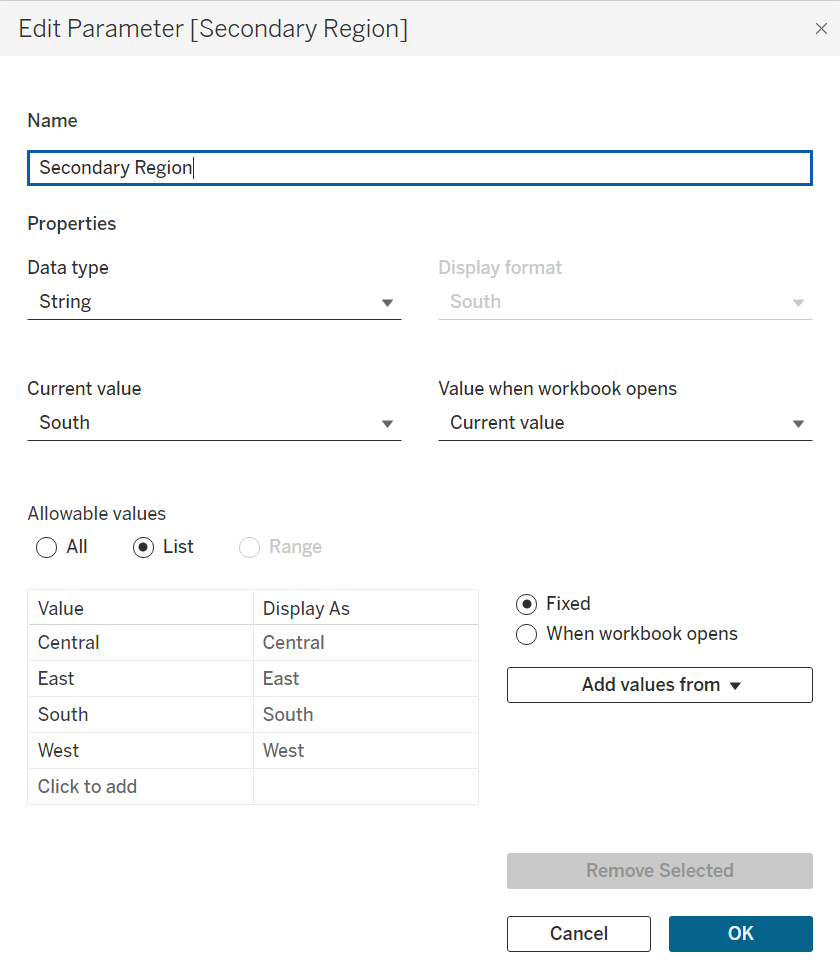 Edit Parameter [Secondary Region]
Name
Secondary Region
Properties
Data type
Display format
String
South
Current value
Value when workbook opens
South
Current value
Allowable values
All List Range
Value Display As
Central Central
East East
South South
West West
Click to add
Fixed
When workbook opens
Add values from
Remove Selected
Cancel OK